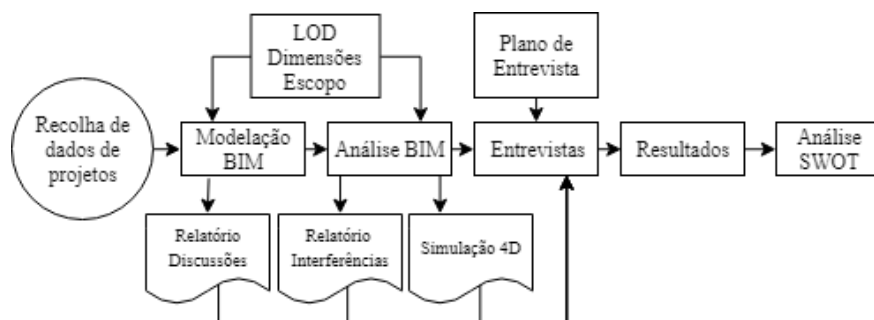 LOD
Dimensões
Escopo
Plano de
Entrevista
Recolha de
dados de
projetos
Modelação
BIM
Análise BIM
Entrevistas
Resultados
Análise
SWOT
Relatório
Discussões
Relatório
Interferências
Simulação 4D